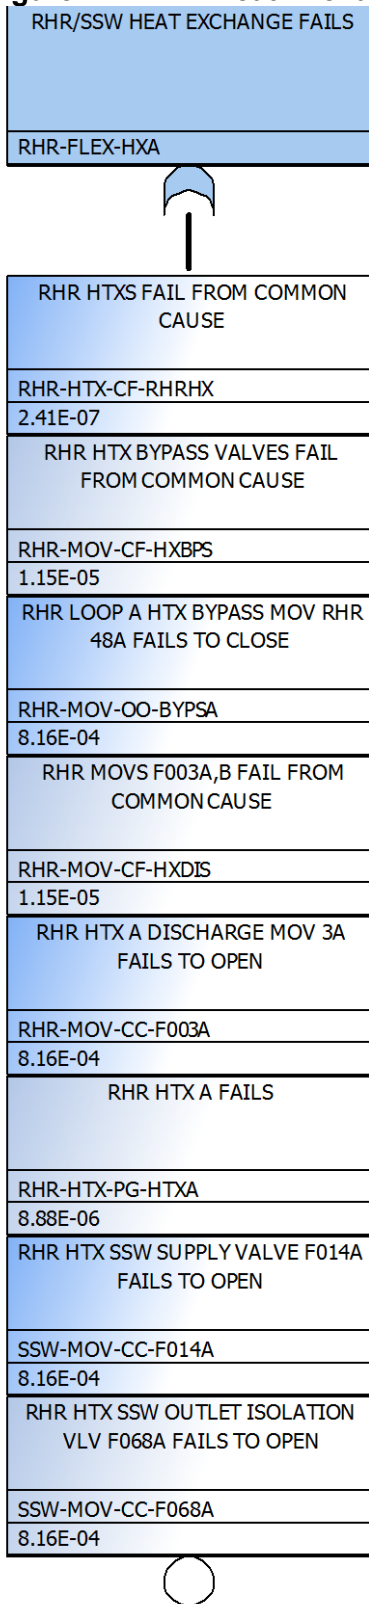 RHR/SSW HEAT EXCHANGE FAILS
RHR-FLEX-HXA
RHR HTXS FAIL FROM COMMON
CAUSE
RHR-HTX-CF-RHRHX
2.41E-07
RHR HTX BYPASS VALVES FAIL
FROM COMMON CAUSE
RHR-MOV-CF-HXBPS
1.15E-05
RHR LOOP A HTX BYPASS MOV RHR
48A FAILS TO CLOSE
RHR-MOV-OO-BYPSA
8.16E-04
RHR MOVS F003A,B FAIL FROM
COMMON CAUSE
RHR-MOV-CF-HXDIS
1.15E-05
RHR HTX A DISCHARGE MOV 3A
FAILS TO OPEN
RHR-MOV-CC-F003A
8.16E-04
RHR HTX A FAILS
RHR-HTX-PG-HTXA
8.88E-06
RHR HTX SSW SUPPLY VALVE F014A
FAILS TO OPEN
SSW-MOV-CC-F014A
8.16E-04
RHR HTX SSW OUTLET ISOLATION
VLV F068A FAILS TO OPEN
SSW-MOV-CC-F068A
8.16E-04